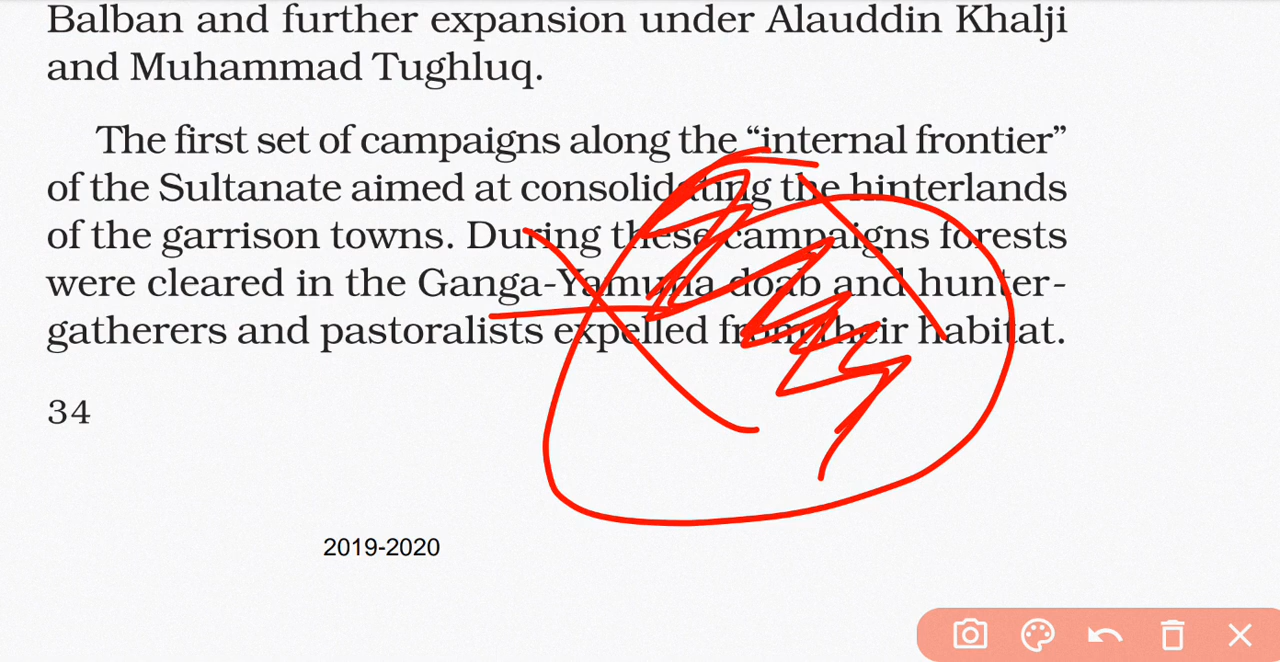 Balban and further expansion under Alauddin Khalji
and Muhammad Tughluq.
The first set of campaigns along the “internal frontier”
of the Sultanate aimed at consolidating the hinterlands
of the garrison towns. During these campaigns forests
were cleared in the Ganga-Yamuna doab and hunter-
gatherers and pastoralists expelled from their habitat.
34
2019-2020